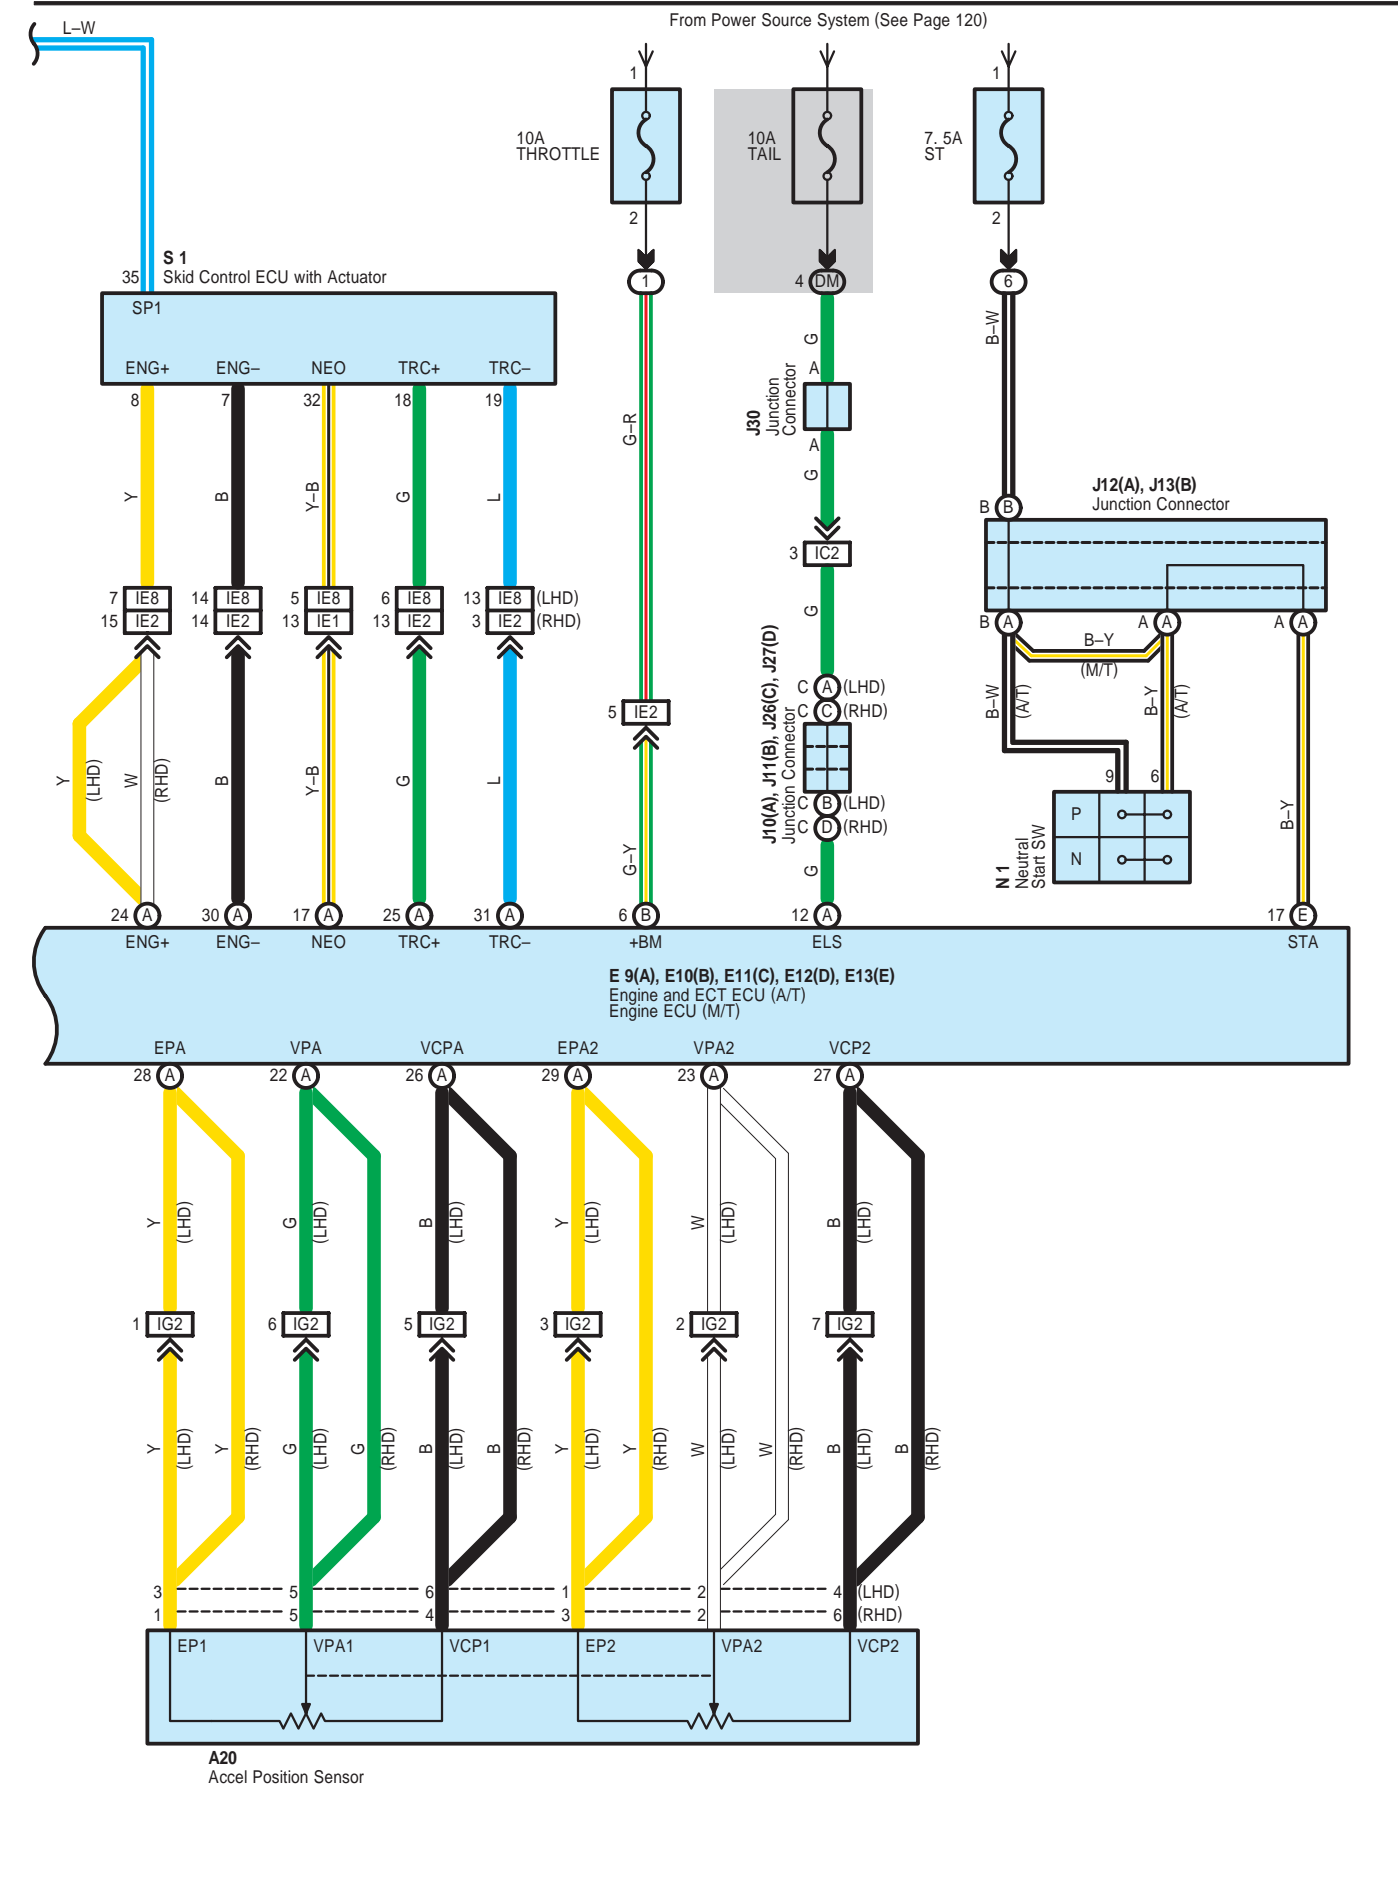 From Power Source System (See Page 120)
L–W
1
1
10A
THROTTLE
10A
TAIL
7. 5A
ST
2
2
S 1
35
Skid Control ECU with Actuator
1
4
DM
6
SP1
ENG+
ENG–
NEO
TRC+
TRC–
8
7
32
18
19
G
B–W
A
J30
Junction
Connector
G–R
A
G
Y
B
Y–B
G
L
J12(A), J13(B)
Junction Connector
B
B
3
IC2
7
IE8
14
IE8
5
IE8
6
IE8
13
IE8
(LHD)
15
IE2
14
IE2
13
IE1
13
IE2
3
IE2
(RHD)
G
B
A
A
A
A
A
B–Y
(M/T)
C
A
(LHD)
5
IE2
C
C
(RHD)
J10(A), J11(B), J26(C), J27(D)
Junction Connector
B–W
(A/T)
B–Y
(A/T)
Y
(LHD)
W
(RHD)
B
Y–B
G
L
9
6
C
B
(LHD)
C
D
(RHD)
P
N
N 1
Neutral
Start SW
B–Y
G–Y
G
24
A
30
A
17
A
25
A
31
A
6
B
12
A
17
E
ENG+
ENG–
NEO
TRC+
TRC–
+BM
ELS
STA
E 9(A), E10(B), E11(C), E12(D), E13(E)
Engine and ECT ECU (A/T)
Engine ECU (M/T)
EPA
VPA
VCPA
EPA2
VPA2
VCP2
28
A
22
A
26
A
29
A
23
A
27
A
Y
(LHD)
G
(LHD)
B
(LHD)
Y
(LHD)
W
(LHD)
B
(LHD)
1
IG2
6
IG2
5
IG2
3
IG2
2
IG2
7
IG2
Y
(LHD)
Y
(RHD)
G
(LHD)
G
(RHD)
B
(LHD)
B
(RHD)
Y
(LHD)
Y
(RHD)
W
(LHD)
W
(RHD)
B
(LHD)
B
(RHD)
3
5
6
1
2
4
(LHD)
1
5
4
3
2
6
(RHD)
EP1
VPA1
VCP1
EP2
VPA2
VCP2
A20
Accel Position Sensor